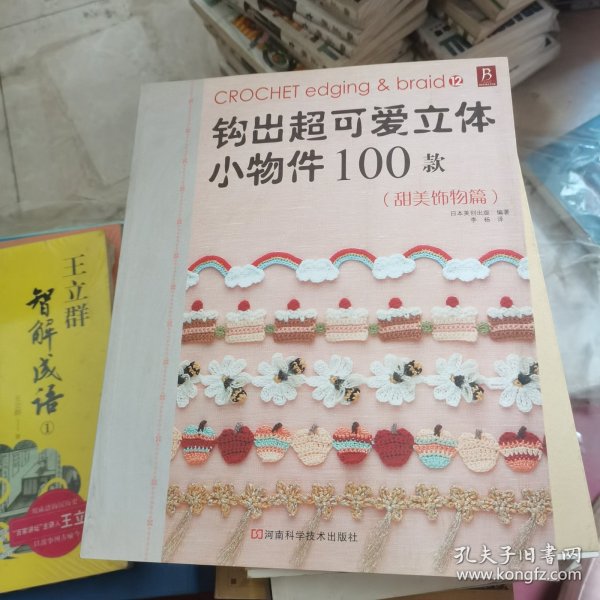 CROCHET edging & braid 12
钩出超可爱立体
小物件100款
(甜美饰物篇)
日本美创出版 编著
李杨 译
河南科学技术出版社
王立群
智解成语
1
孔夫子旧书网
www.kongfz.com